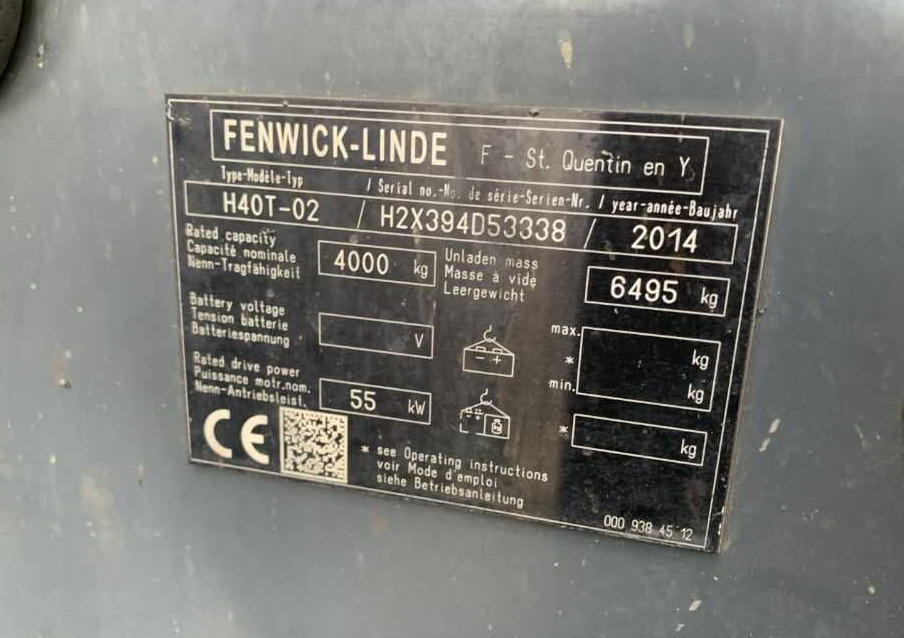 FENWICK-LINDE F - St. Quentin en Y
Type-Modèle-Typ / Serial no.-No. de série-Serien-Nr. / year-année-Baujahr
H40T-02 / H2X394D53338 / 2014
Rated capacity
Capacité nominale
Nenn-Tragfähigkeit
4000 kg
Unladen mass
Masse à vide
Leergewicht
6495 kg
Battery voltage
Tension batterie
Batteriespannung
V
max.
*
min.
kg
kg
Rated drive power
Puissance motr.nom.
Nenn-Antriebsleist.
55 kW
- +
* kg
CE
* see Operating instructions
voir Mode d'emploi
siehe Betriebsanleitung
000 938 45 12